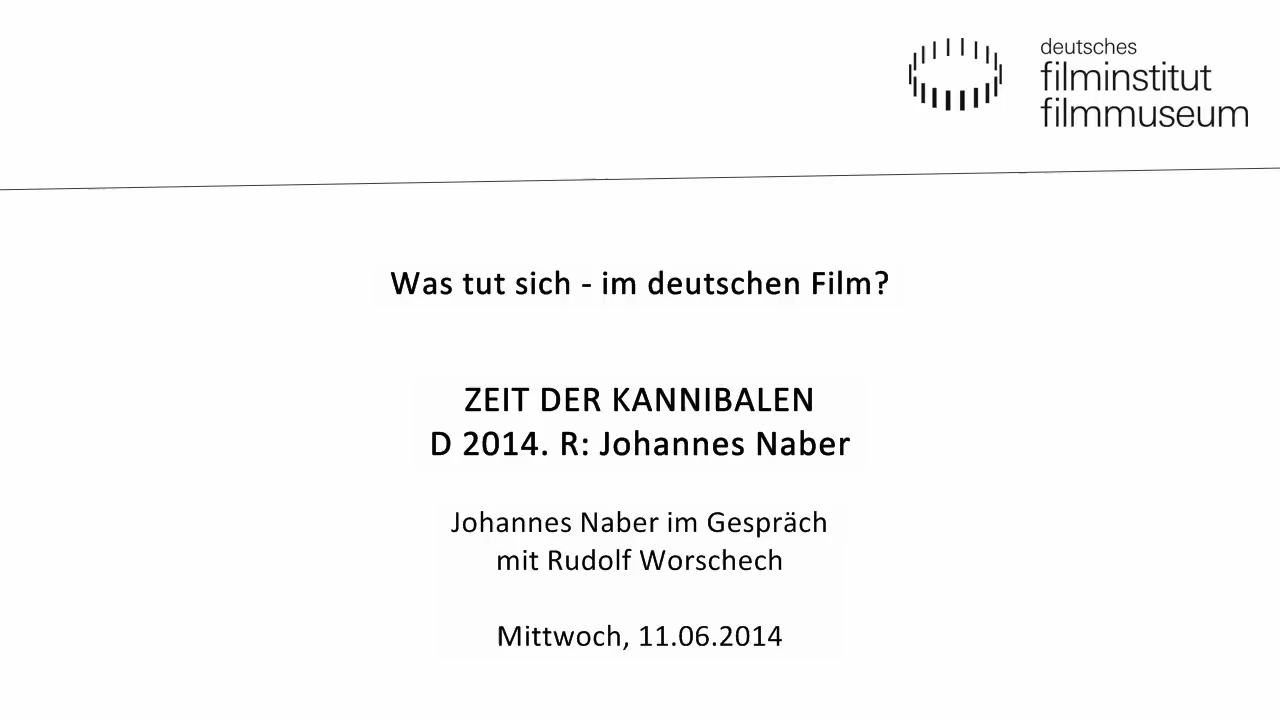 deutsches
filminstitut
filmmuseum
Was tut sich - im deutschen Film?
ZEIT DER KANNIBALEN
D 2014. R: Johannes Naber
Johannes Naber im Gespräch
mit Rudolf Worschech
Mittwoch, 11.06.2014